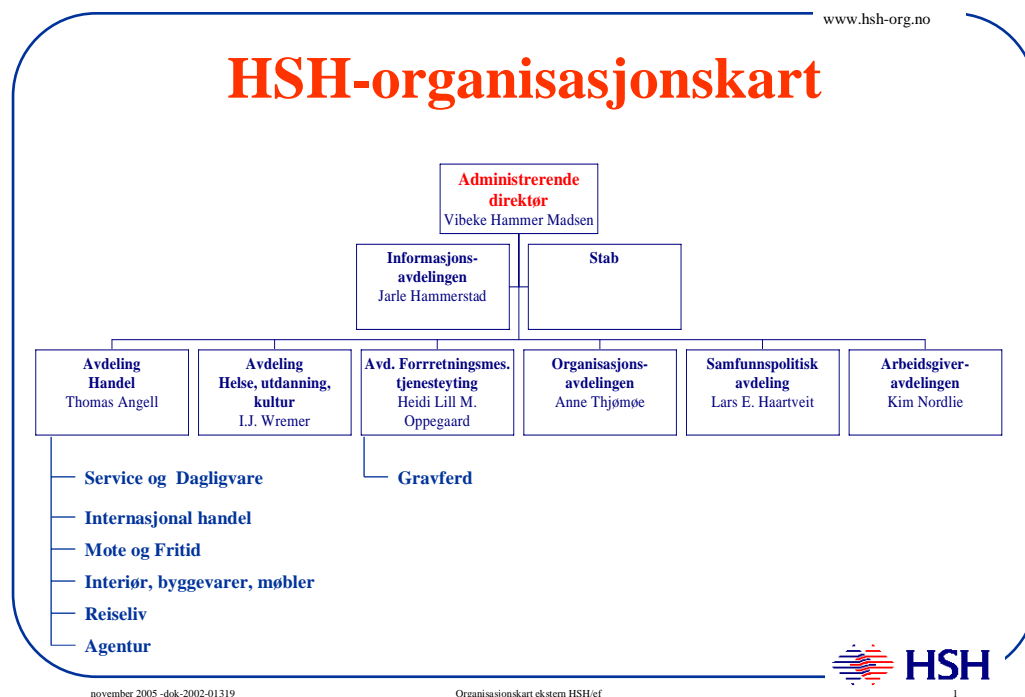 www.hsh-org.no
HSH-organisasjonskart
Administrerende
direktør
Vibeke Hammer Madsen
Informasjons-
avdelingen
Jarle Hammerstad
Stab
Avdeling
Handel
Thomas Angell
Avdeling
Helse, utdanning,
kultur
I.J. Wremer
Avd. Forrretningsmes.
tjenesteyting
Heidi Lill M.
Oppegaard
Organisasjons-
avdelingen
Anne Thjømøe
Samfunnspolitisk
avdeling
Lars E. Haartveit
Arbeidsgiver-
avdelingen
Kim Nordlie
Service og Dagligvare
Internasjonal handel
Mote og Fritid
Interiør, byggevarer, møbler
Reiseliv
Agentur
Gravferd
HSH
november 2005 -dok-2002-01319
Organisasjonskart ekstern HSH/ef
1